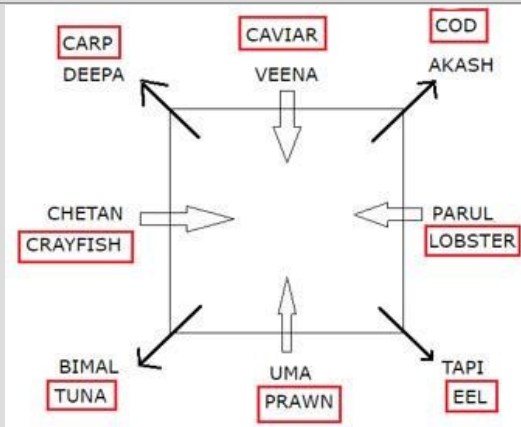 CARP
DEEPA
CAVIAR
VEENA
COD
AKASH
CHETAN
CRAYFISH
PARUL
LOBSTER
BIMAL
TUNA
UMA
PRAWN
TAPI
EEL